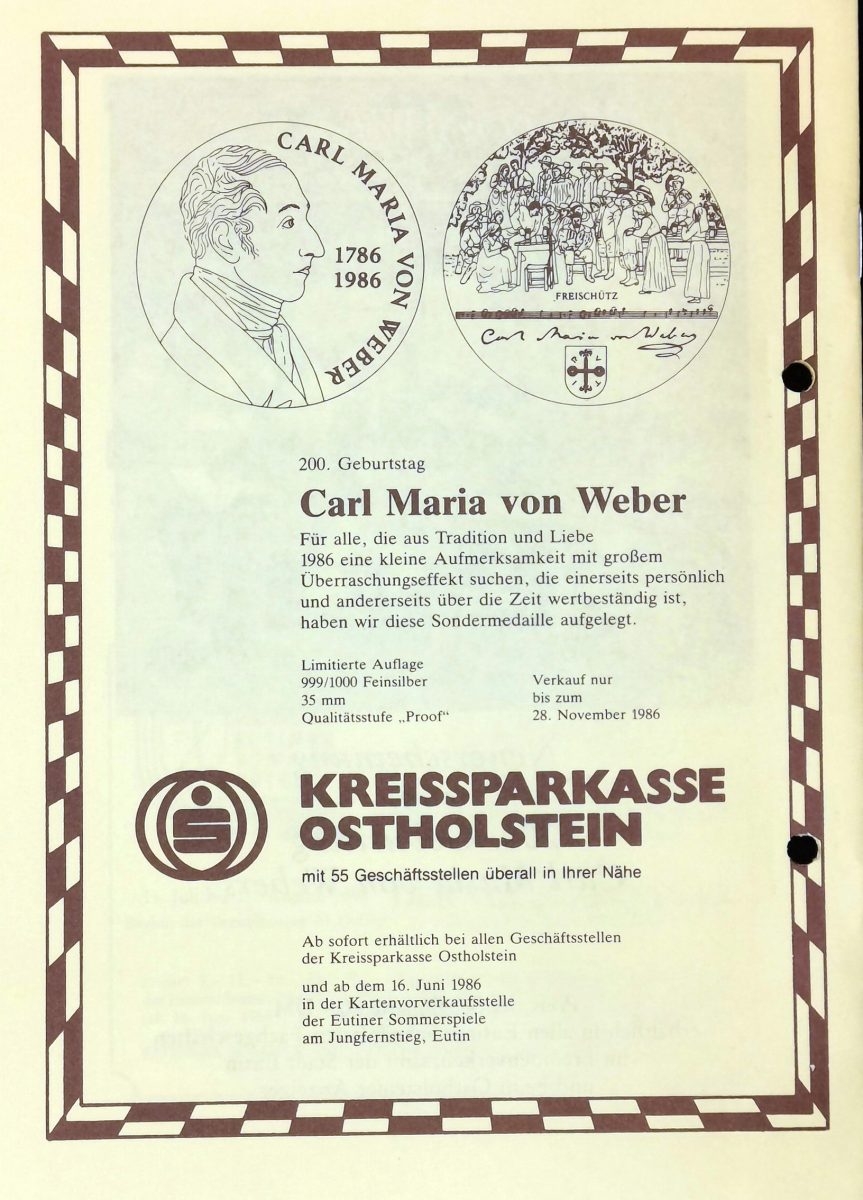 CARL MARIA VON WEBER
1786
1986
FREISCHÜTZ
Carl Maria von Weber
200. Geburtstag
Carl Maria von Weber
Für alle, die aus Tradition und Liebe
1986 eine kleine Aufmerksamkeit mit großem
Überraschungseffekt suchen, die einerseits persönlich
und andererseits über die Zeit wertbeständig ist,
haben wir diese Sondermedaille aufgelegt.
Limitierte Auflage
999/1000 Feinsilber
35 mm
Qualitätsstufe „Proof“
Verkauf nur
bis zum
28. November 1986
KREISSPARKASSE
OSTHOLSTEIN
mit 55 Geschäftsstellen überall in Ihrer Nähe
Ab sofort erhältlich bei allen Geschäftsstellen
der Kreissparkasse Ostholstein
und ab dem 16. Juni 1986
in der Kartenvorverkaufsstelle
der Eutiner Sommerspiele
am Jungfernstieg, Eutin